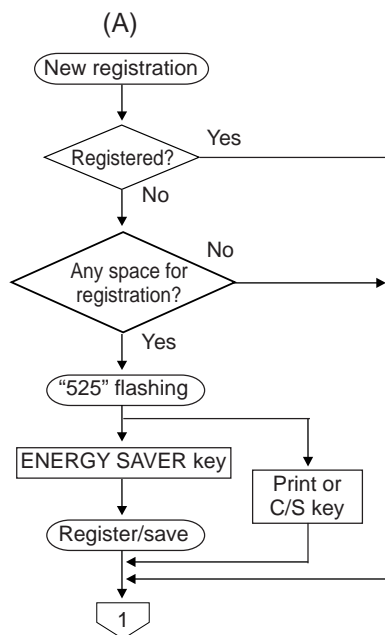 (A)
New registration
Registered?
Yes
No
Any space for
registration?
No
Yes
“525” flashing
ENERGY SAVER key
Print or
C/S key
Register/save
1